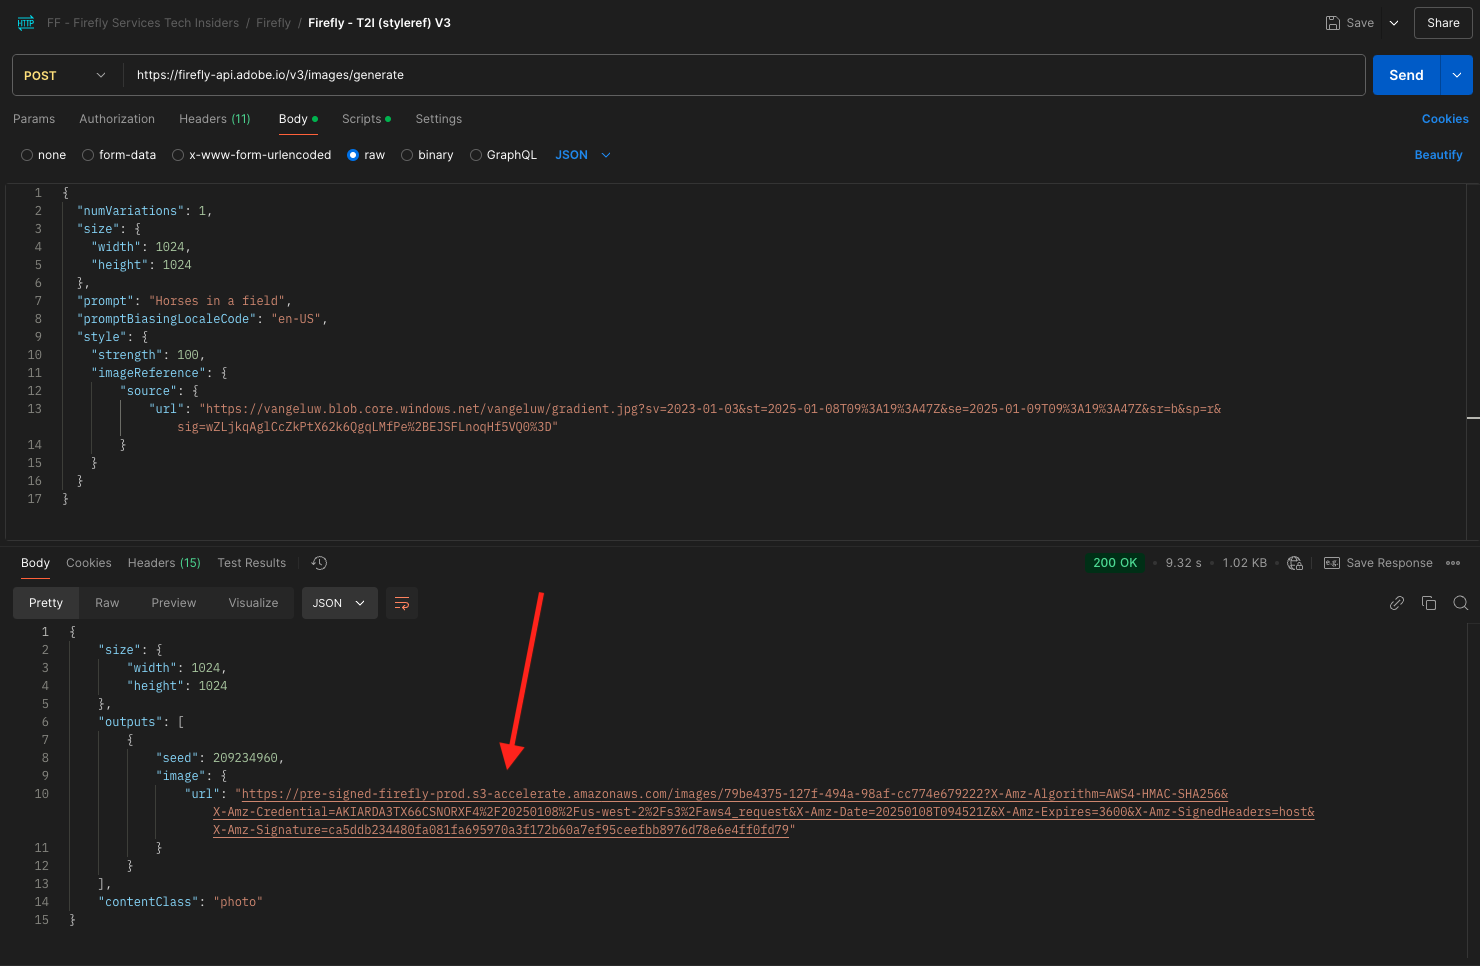 HTTP FF - Firefly Services Tech Insiders / Firefly / Firefly - T2I (styleref) V3 Save Share
POST https://firefly-api.adobe.io/v3/images/generate Send
Params Authorization Headers (11) Body Scripts Settings Cookies
none form-data x-www-form-urlencoded raw binary GraphQL JSON Beautify
1 {
2 "numVariations": 1,
3 "size": {
4 "width": 1024,
5 "height": 1024
6 },
7 "prompt": "Horses in a field",
8 "promptBiasingLocaleCode": "en-US",
9 "style": {
10 "strength": 100,
11 "imageReference": {
12 "source": {
13 "url": "https://vangeluw.blob.core.windows.net/vangeluw/gradient.jpg?sv=2023-01-03&st=2025-01-08T09%3A19%3A47Z&se=2025-01-09T09%3A19%3A47Z&sr=b&sp=r&
sig=wZLjkqAglCcZkPtX62k6QgqLMfPe%2BEJSFLnoqHf5VQ0%3D"
14 }
15 }
16 }
17 }
Body Cookies Headers (15) Test Results 200 OK 9.32 s 1.02 KB e.g. Save Response
Pretty Raw Preview Visualize JSON
1 {
2 "size": {
3 "width": 1024,
4 "height": 1024
5 },
6 "outputs": [
7 {
8 "seed": 209234960,
9 "image": {
10 "url": "https://pre-signed-firefly-prod.s3-accelerate.amazonaws.com/images/79be4375-127f-494a-98af-cc774e679222?X-Amz-Algorithm=AWS4-HMAC-SHA256&
X-Amz-Credential=AKIARDA3TX66CSNORXF4%2F20250108%2Fus-west-2%2Fs3%2Faws4_request&X-Amz-Date=20250108T094521Z&X-Amz-Expires=3600&X-Amz-SignedHeaders=host&
X-Amz-Signature=ca5ddb234480fa081fa695970a3f172b60a7ef95ceefbb8976d78e6e4ff0fd79"
11 }
12 }
13 ],
14 "contentClass": "photo"
15 }